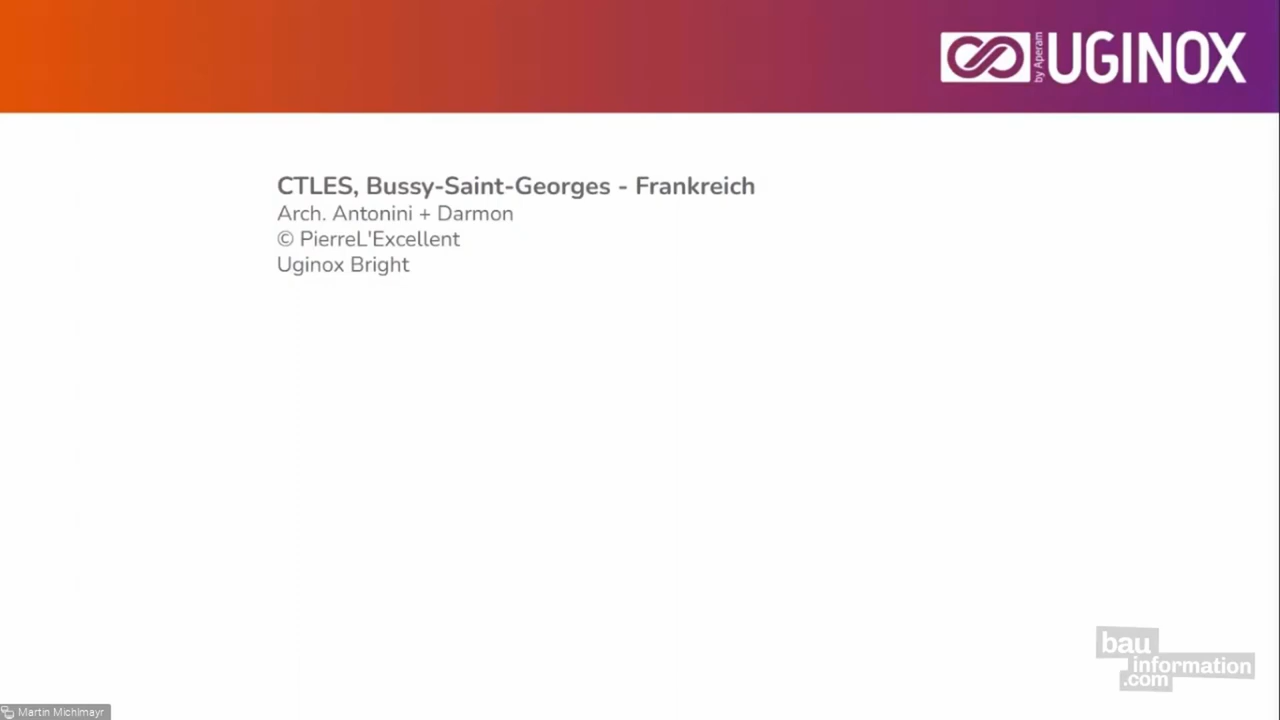 by Aperam
UGINOX
CTLES, Bussy-Saint-Georges - Frankreich
Arch. Antonini + Darmon
© PierreL'Excellent
Uginox Bright
bau
information
.com
Martin Michlmayr